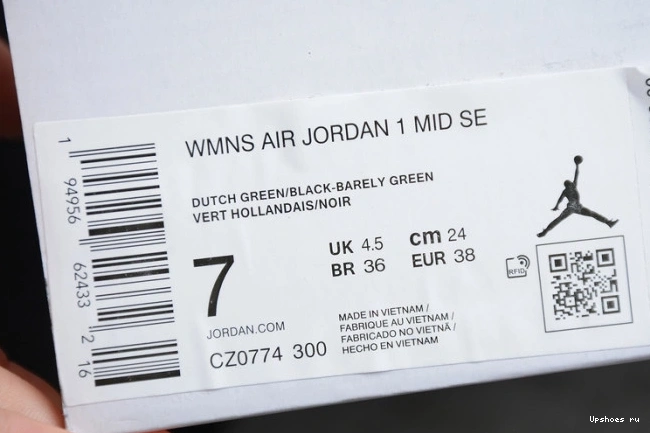 WMNS AIR JORDAN 1 MID SE
DUTCH GREEN/BLACK-BARELY GREEN
VERT HOLLANDAIS/NOIR
7
UK 4.5 cm 24
BR 36 EUR 38
RFID
JORDAN.COM
CZ0774 300
MADE IN VIETNAM /
FABRIQUE AU VIETNAM /
FABRICADO NO VIETNÃ /
HECHO EN VIETNAM
1 94956 62433 2 16
Upshoes ru